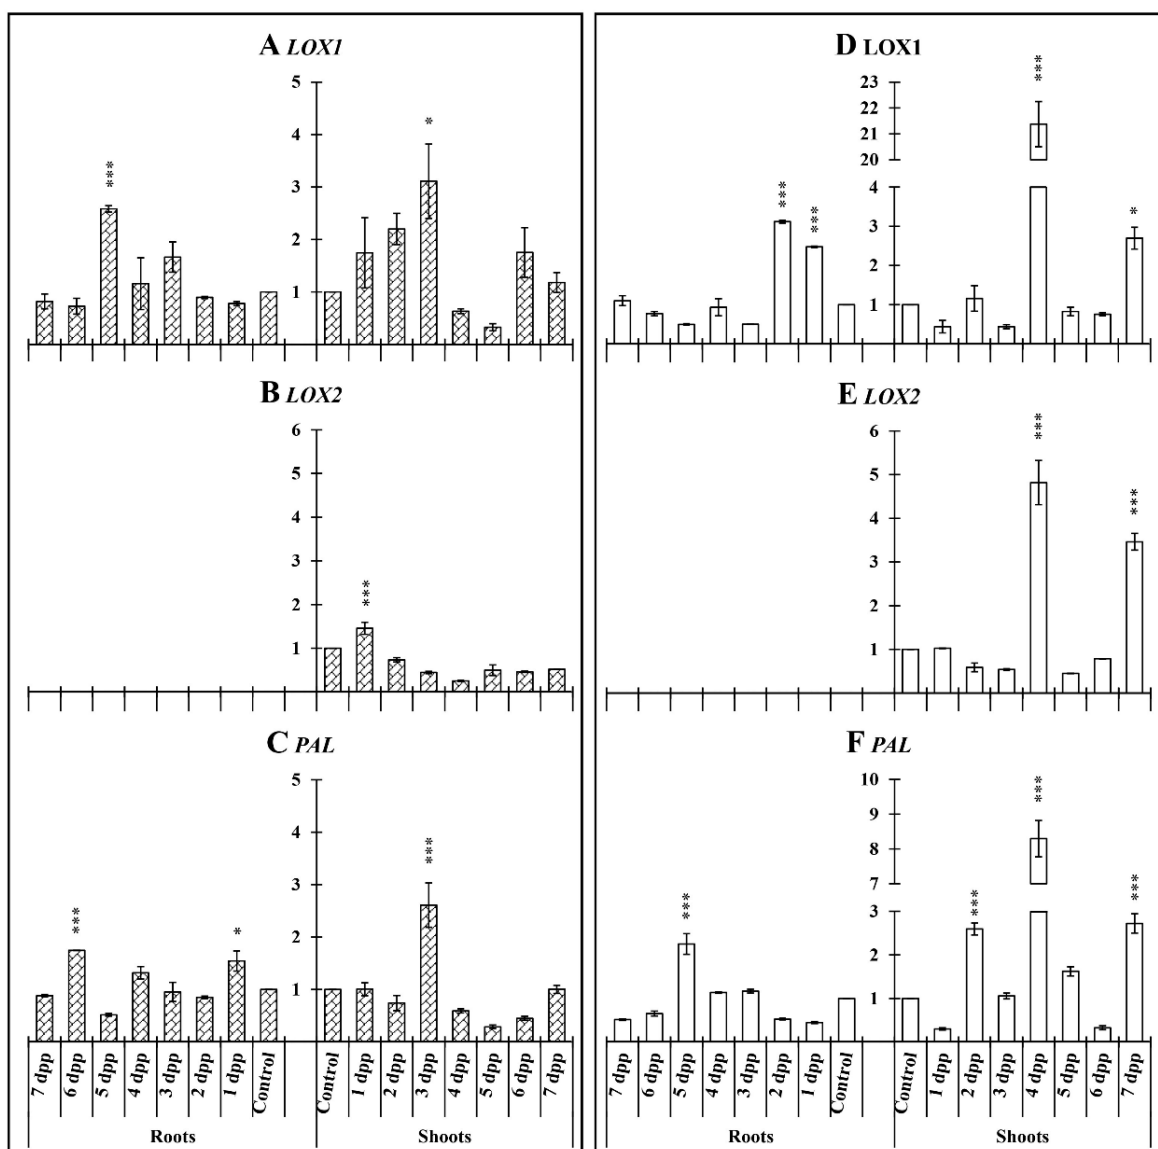 A LOX1
5
4
3
2
1
***
*
B LOX2
6
5
4
3
2
1
***
C PAL
5
4
3
2
1
***
*
***
7 dpp
6 dpp
5 dpp
4 dpp
3 dpp
2 dpp
1 dpp
Control
Control
1 dpp
2 dpp
3 dpp
4 dpp
5 dpp
6 dpp
7 dpp
Roots
Shoots
D LOX1
23
22
21
20
4
3
2
1
0
***
***
***
*
E LOX2
6
5
4
3
2
1
0
***
***
F PAL
10
9
8
7
3
2
1
0
***
***
***
***
7 dpp
6 dpp
5 dpp
4 dpp
3 dpp
2 dpp
1 dpp
Control
Control
1 dpp
2 dpp
3 dpp
4 dpp
5 dpp
6 dpp
7 dpp
Roots
Shoots